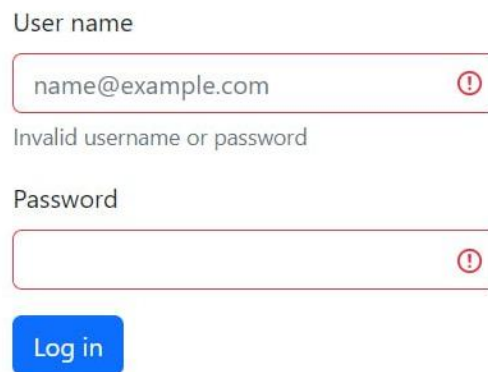 User name
name@example.com
Invalid username or password
Password
Log in